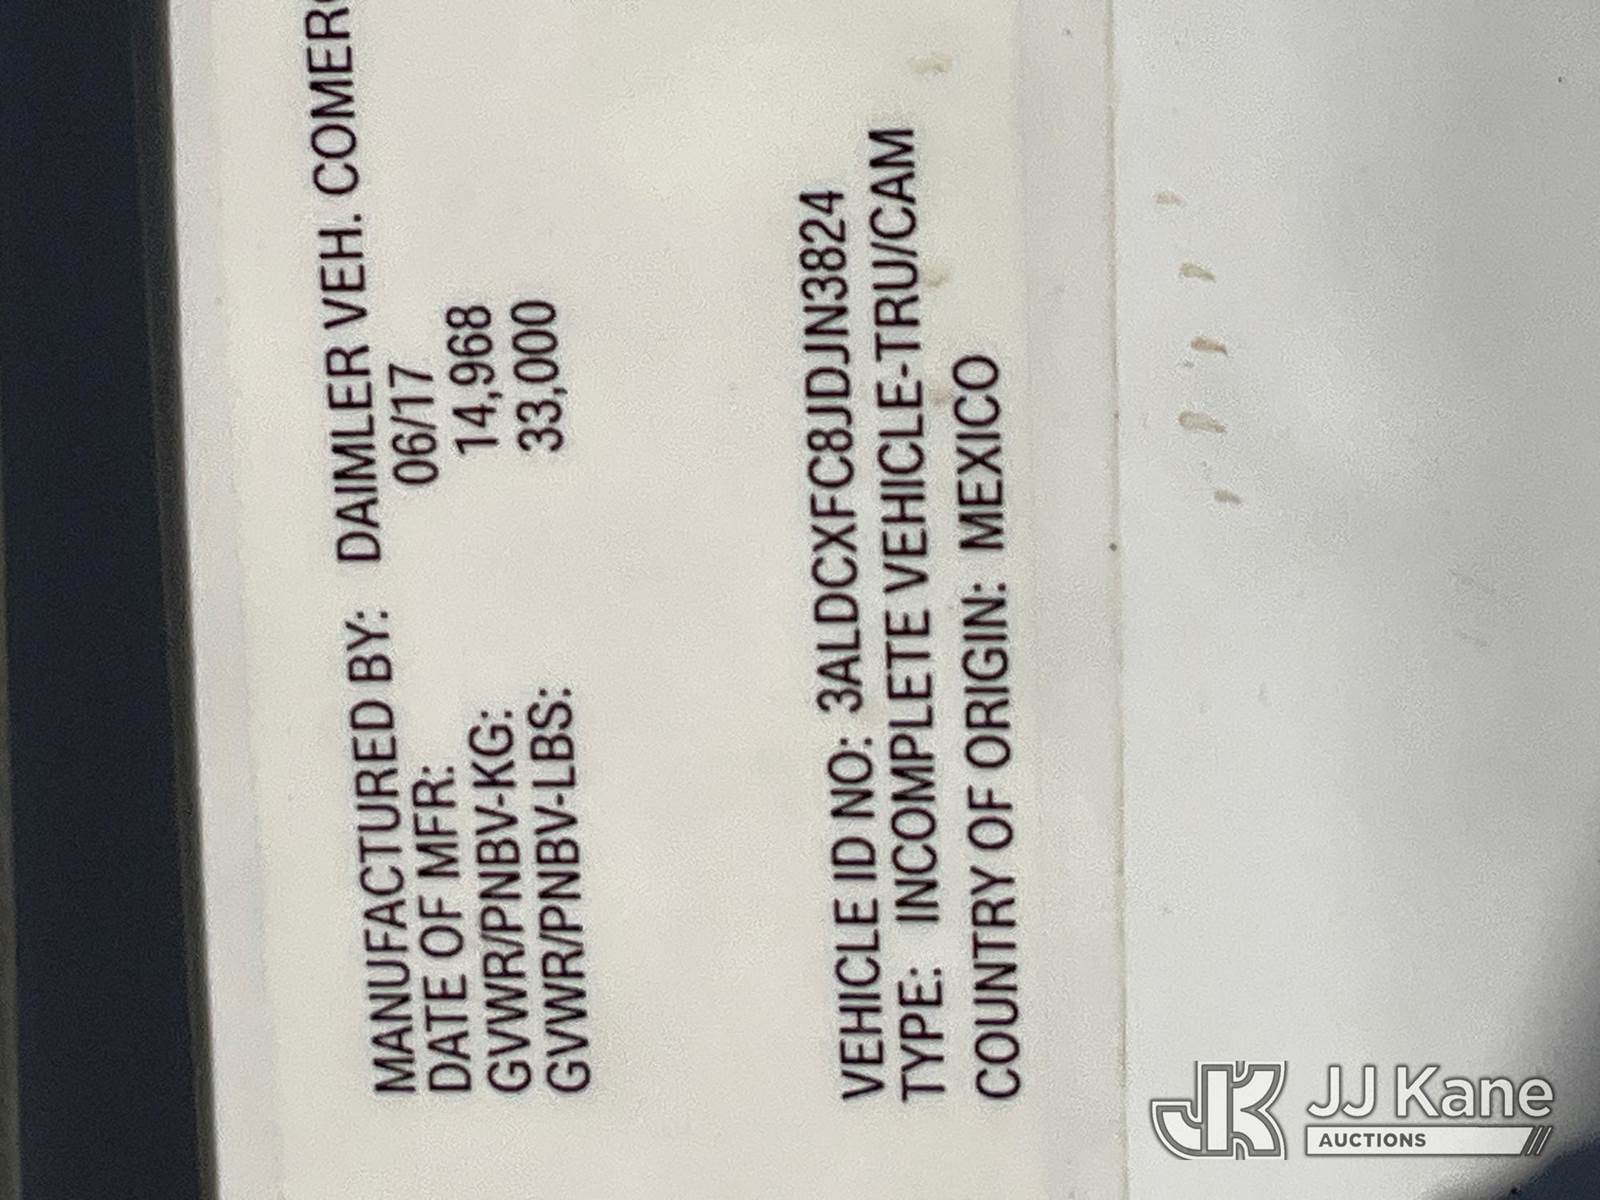 MANUFACTURED BY: DAIMLER VEH. COMERC
DATE OF MFR: 06/17
GVWR/PNBV-KG: 14,968
GVWR/PNBV-LBS: 33,000
VEHICLE ID NO: 3ALDCXFC8JDJN3824
TYPE: INCOMPLETE VEHICLE-TRU/CAM
COUNTRY OF ORIGIN: MEXICO
JK JJ Kane
AUCTIONS